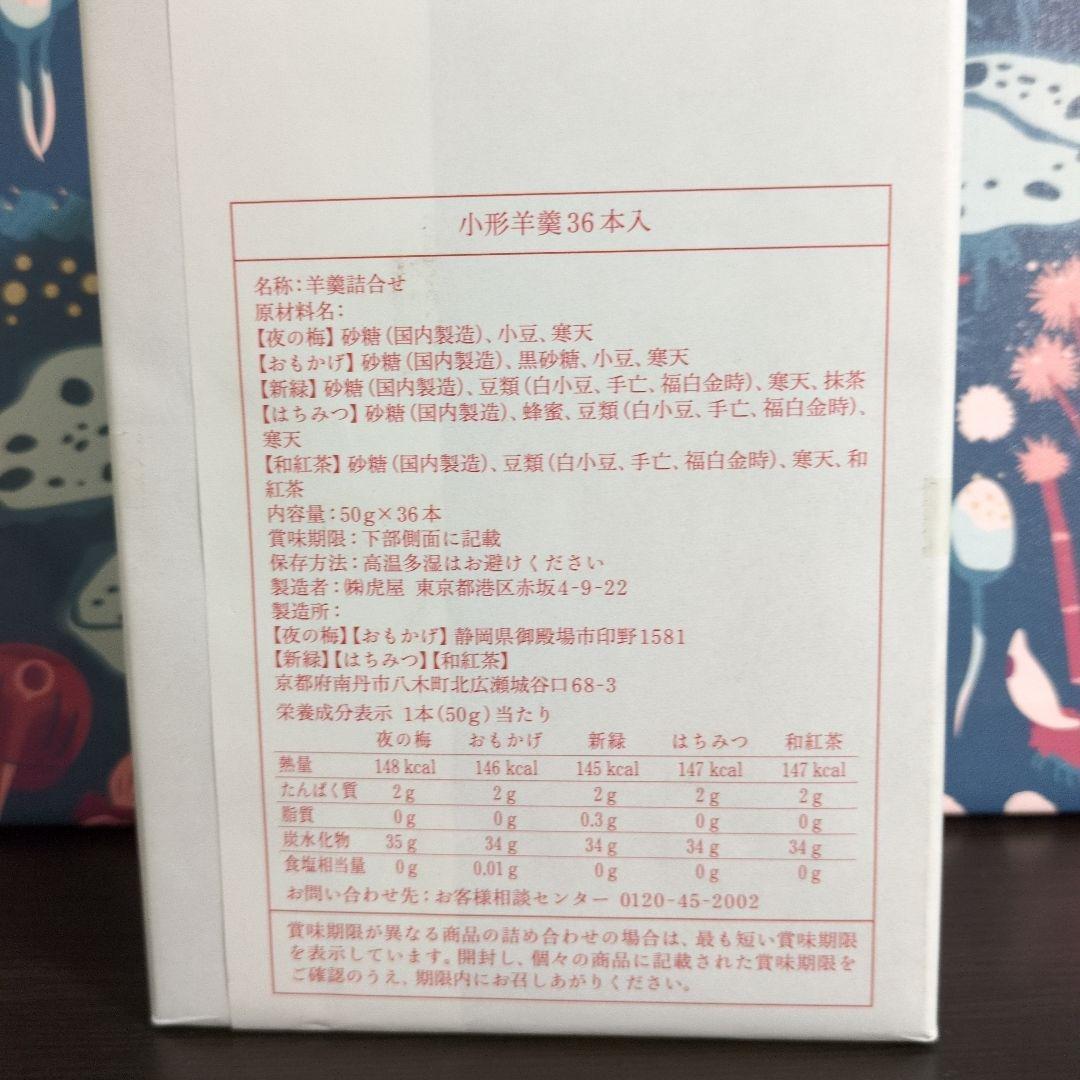 小形羊羹36本入
名称：羊羹詰合せ
原材料名：
【夜の梅】砂糖（国内製造）、小豆、寒天
【おもかげ】砂糖（国内製造）、黒砂糖、小豆、寒天
【新緑】砂糖（国内製造）、豆類（白小豆、手亡、福白金時）、寒天、抹茶
【はちみつ】砂糖（国内製造）、蜂蜜、豆類（白小豆、手亡、福白金時）、
寒天
【和紅茶】砂糖（国内製造）、豆類（白小豆、手亡、福白金時）、寒天、和
紅茶
内容量：50g×36本
賞味期限：下部側面に記載
保存方法：高温多湿はお避けください
製造者：㈱虎屋 東京都港区赤坂4-9-22
製造所：
【夜の梅】【おもかげ】静岡県御殿場市印野1581
【新緑】【はちみつ】【和紅茶】
京都府南丹市八木町北広瀬城谷口68-3
栄養成分表示 1本（50g）当たり
夜の梅 おもかげ 新緑 はちみつ 和紅茶
熱量 148 kcal 146 kcal 145 kcal 147 kcal 147 kcal
たんぱく質 2g 2g 2g 2g 2g
脂質 0g 0g 0.3g 0g 0g
炭水化物 35g 34g 34g 34g 34g
食塩相当量 0g 0.01g 0g 0g 0g
お問い合わせ先：お客様相談センター 0120-45-2002
賞味期限が異なる商品の詰め合わせの場合は、最も短い賞味期限
を表示しています。開封し、個々の商品に記載された賞味期限を
ご確認のうえ、期限内にお召しあがりください。